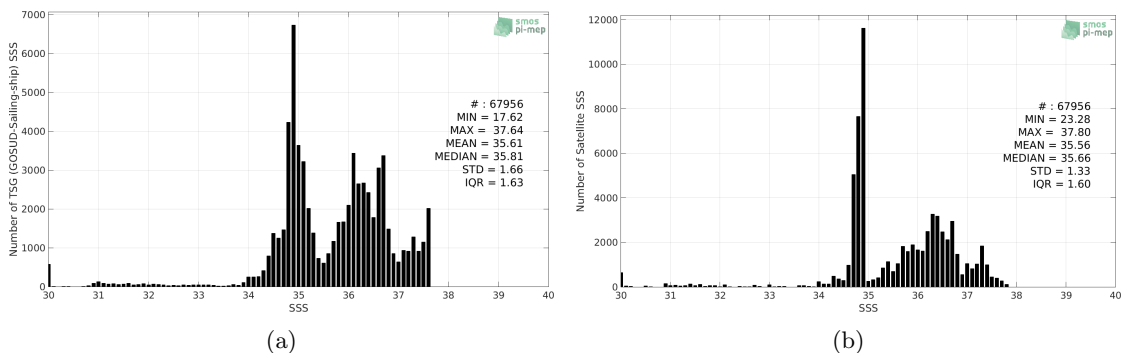 smos
pi-mep
Number of TSG (GOSUD-Sailing-ship) SSS
7000
6000
5000
4000
3000
2000
1000
0
# : 67956
MIN = 17.62
MAX = 37.64
MEAN = 35.61
MEDIAN = 35.81
STD = 1.66
IQR = 1.63
30 31 32 33 34 35 36 37 38 39 40
SSS
(a)
smos
pi-mep
Number of Satellite SSS
12000
10000
8000
6000
4000
2000
0
# : 67956
MIN = 23.28
MAX = 37.80
MEAN = 35.56
MEDIAN = 35.66
STD = 1.33
IQR = 1.60
30 31 32 33 34 35 36 37 38 39 40
SSS
(b)